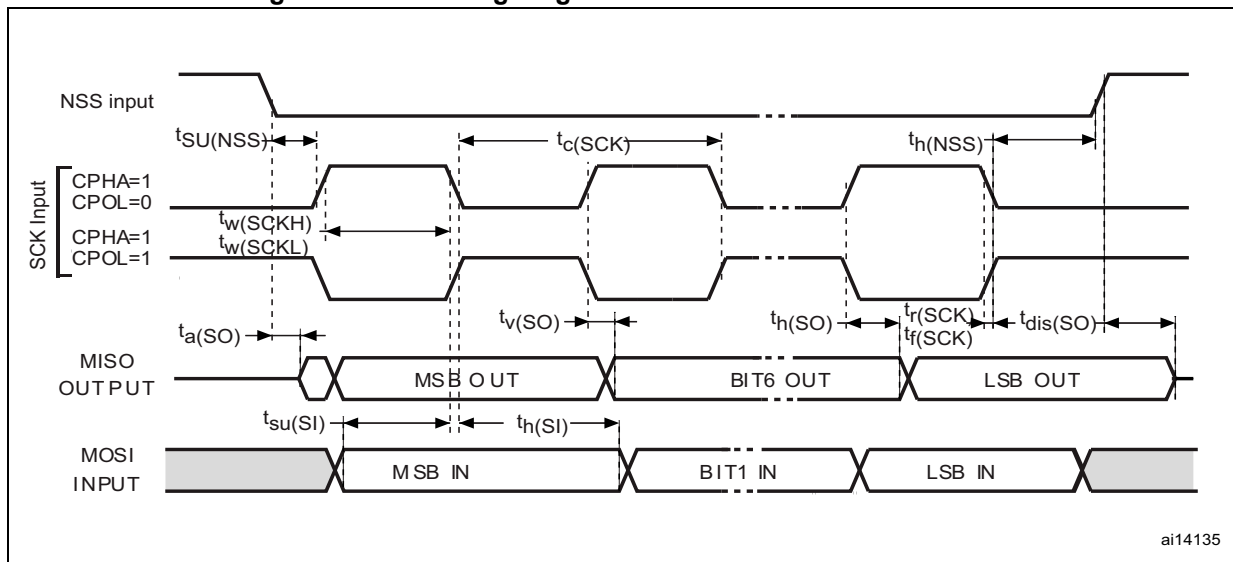 NSS input
tSU(NSS)
tc(SCK)
th(NSS)
SCK Input
CPHA=1
CPOL=0
tw(SCKH)
CPHA=1
tw(SCKL)
CPOL=1
ta(SO)
tv(SO)
th(SO)
tr(SCK)
tf(SCK)
tdis(SO)
MISO
OUTPUT
MSB OUT
BIT6 OUT
LSB OUT
tsu(SI)
th(SI)
MOSI
INPUT
MSB IN
BIT1 IN
LSB IN
ai14135